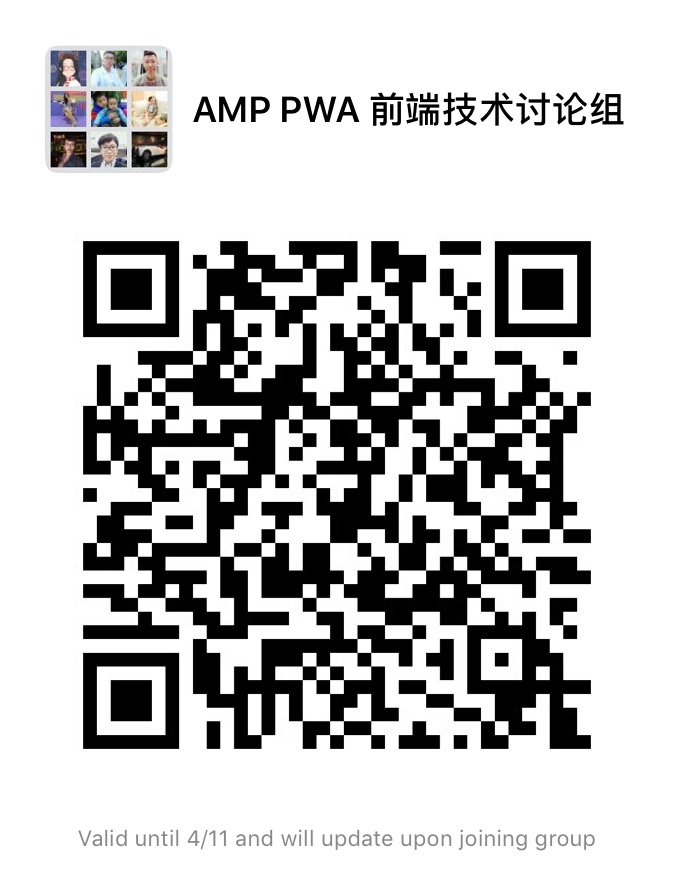 AMP PWA 前端技术讨论组
Valid until 4/11 and will update upon joining group